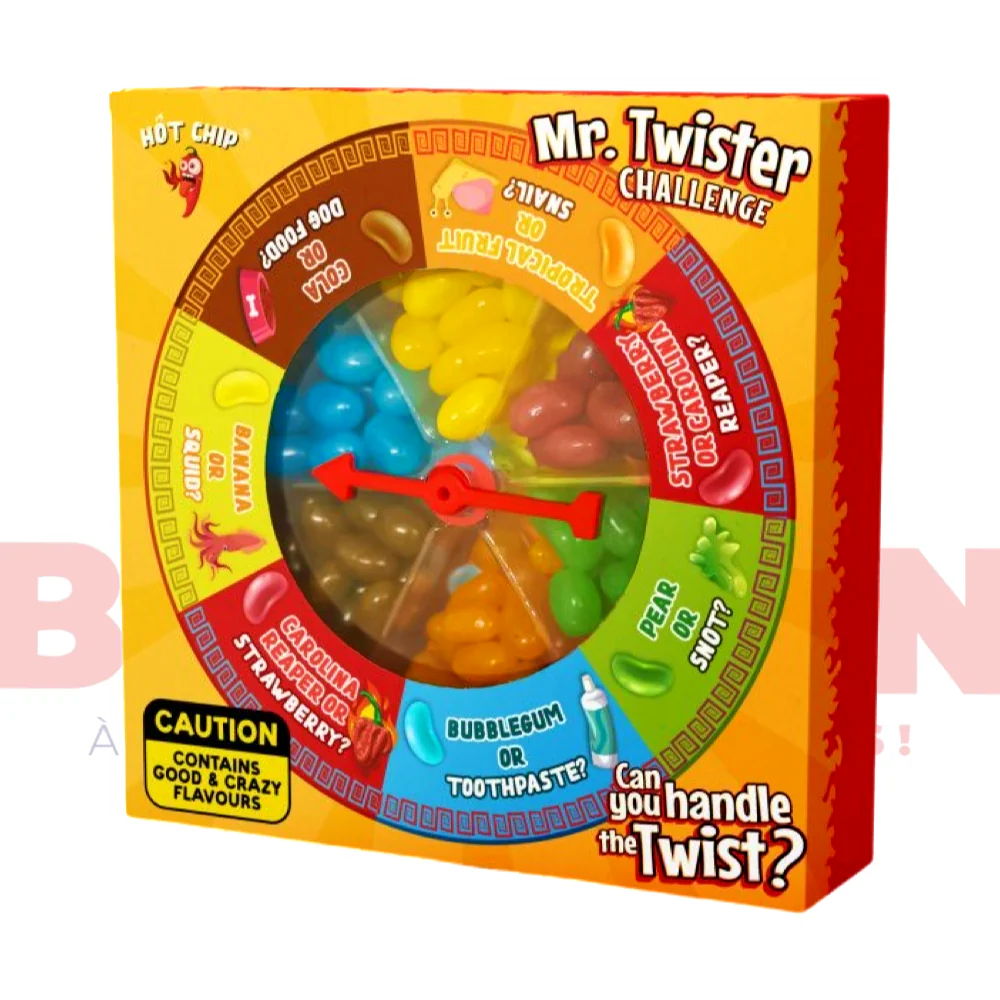 HOT CHIP®
Mr. Twister
CHALLENGE
DOG FOOD?
OR
COLA
SNAIL?
OR
TROPICAL FRUIT
STRAWBERRY
OR CAROLINA
REAPER?
BANANA
OR
SQUID?
PEAR
OR
SNOT?
CAROLINA
REAPER OR
STRAWBERRY?
BUBBLEGUM
OR
TOOTHPASTE?
CAUTION
CONTAINS
GOOD & CRAZY
FLAVOURS
Can
you handle
the Twist?
B N
À !